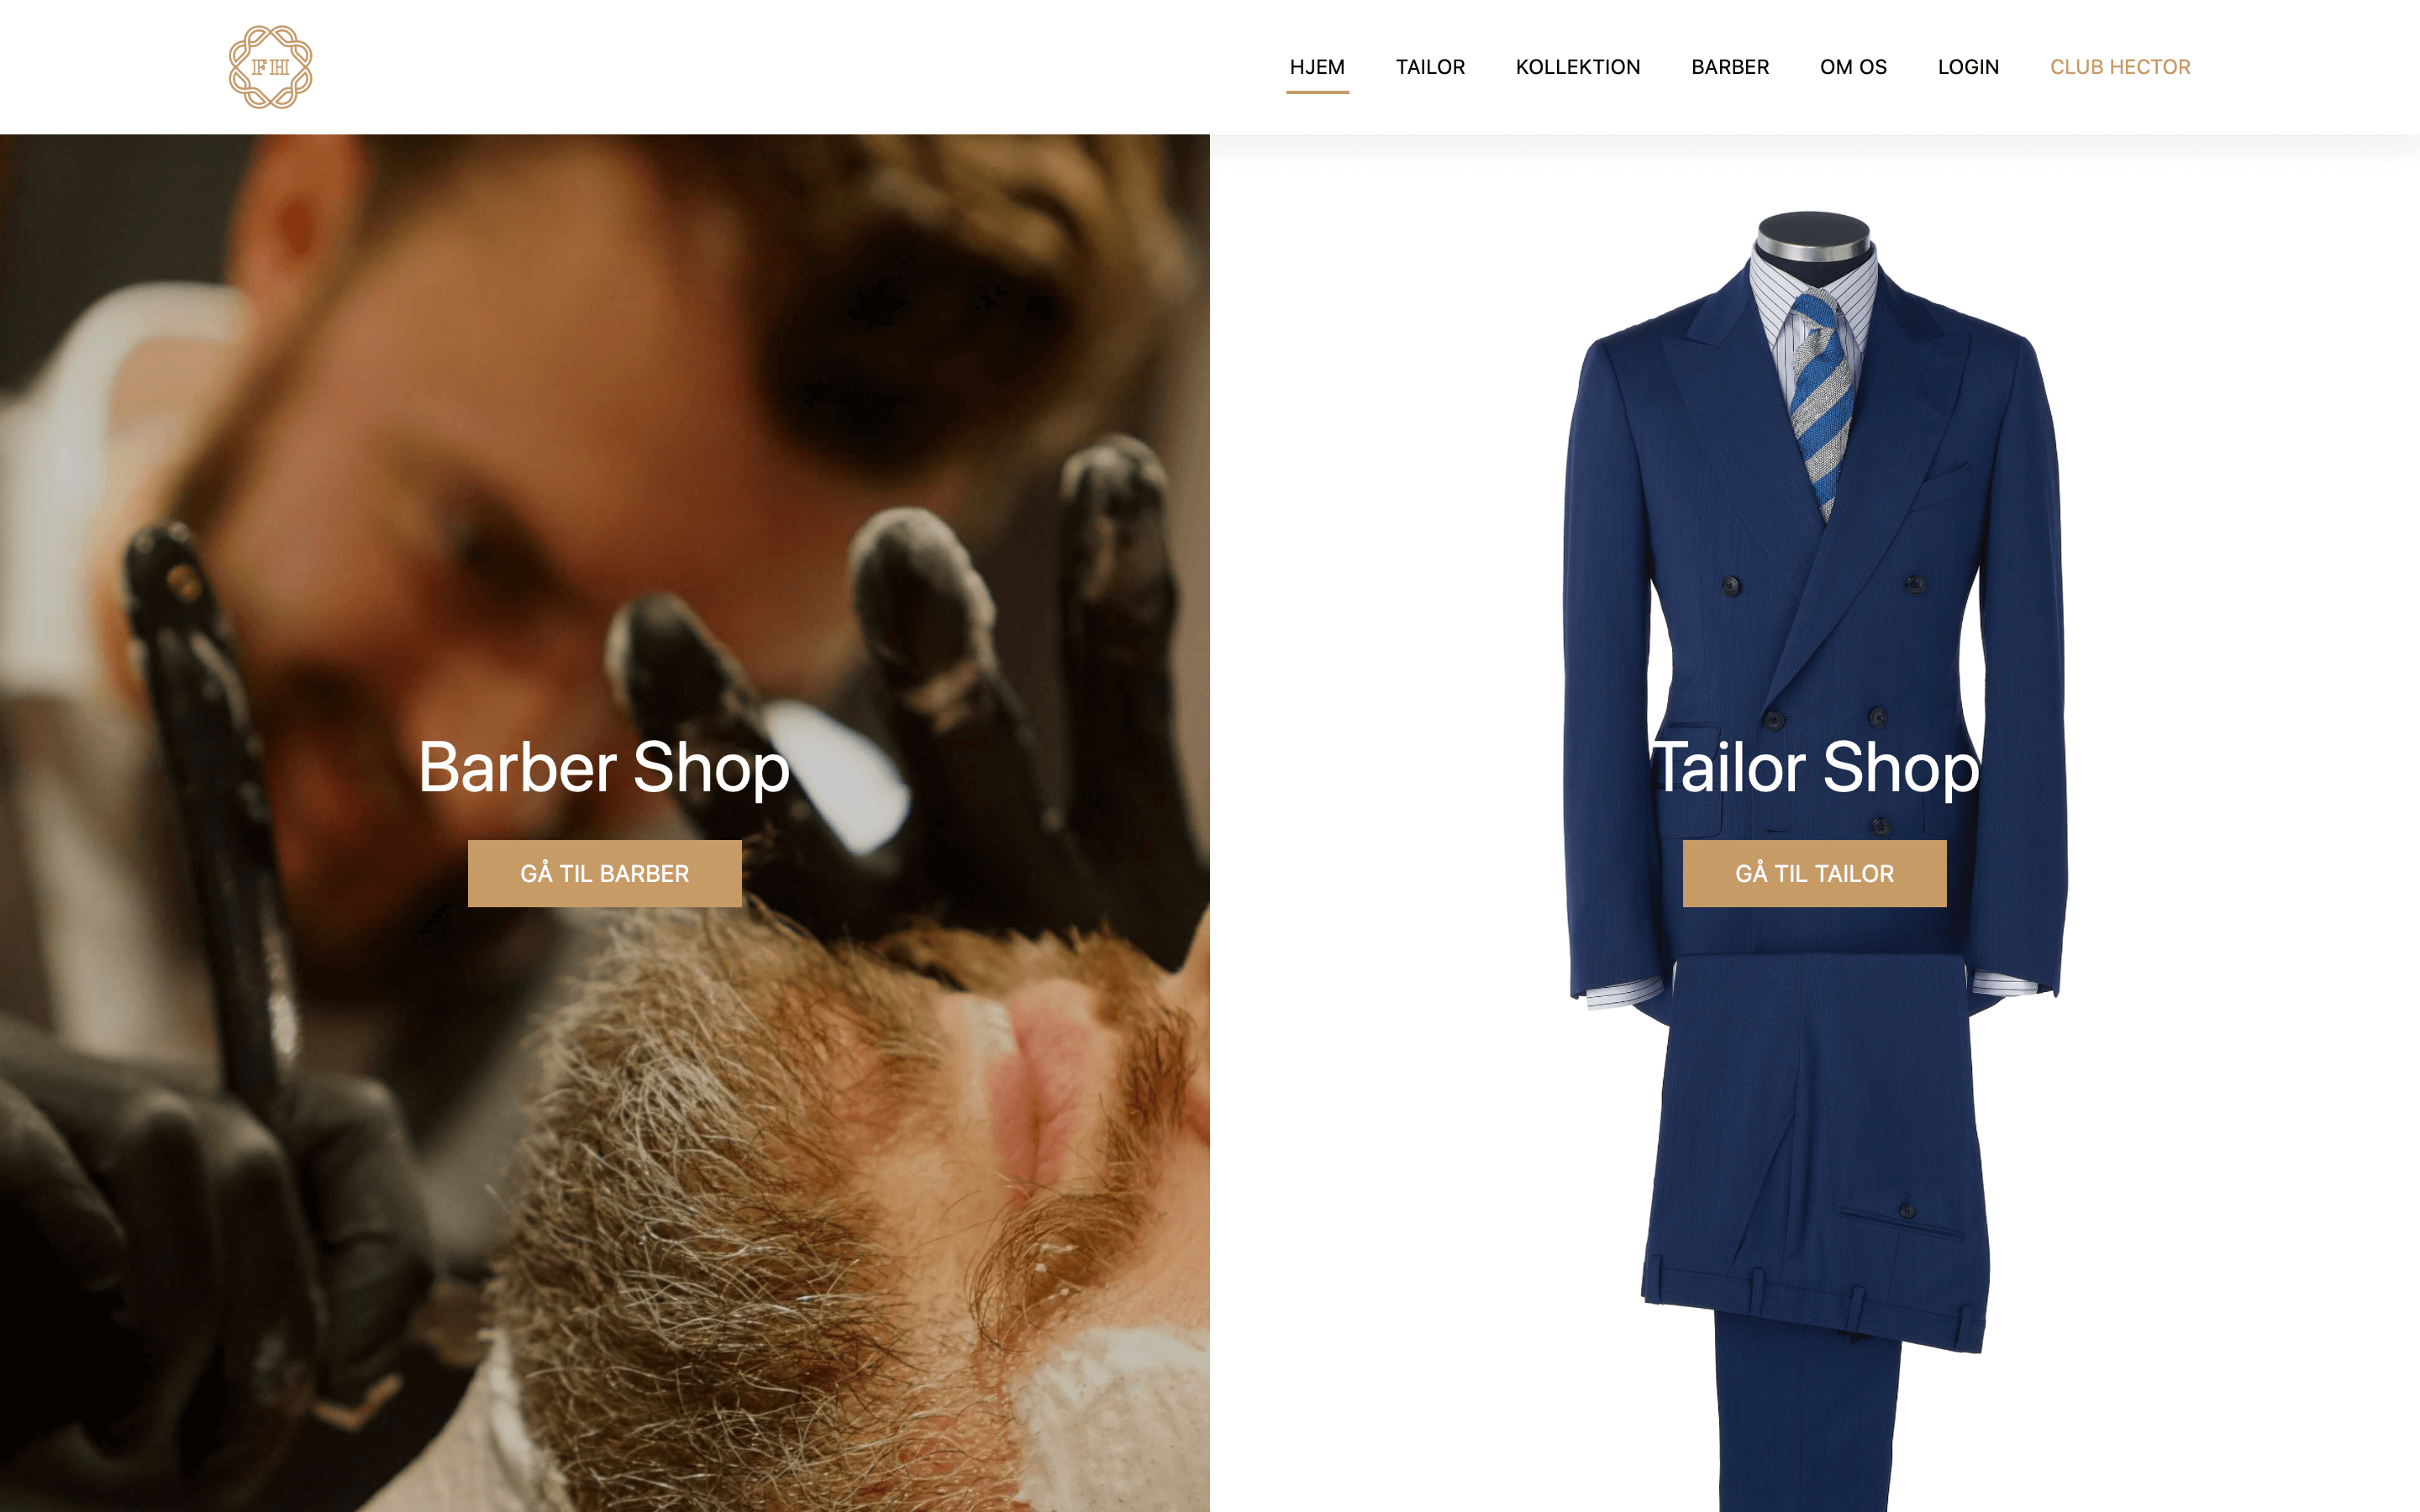 FH
HJEM
TAILOR
KOLLEKTION
BARBER
OM OS
LOGIN
CLUB HECTOR
Barber Shop
GÅ TIL BARBER
Tailor Shop
GÅ TIL TAILOR